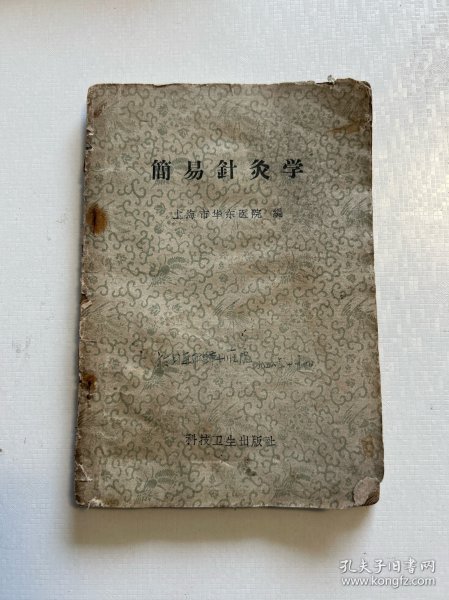 簡易針灸学
上海市华东医院 編
科技卫生出版社
孔夫子旧书网
www.kongfz.com